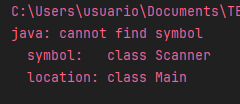 C:\Users\usuario\Documents\TE
java: cannot find symbol
  symbol:   class Scanner
  location: class Main